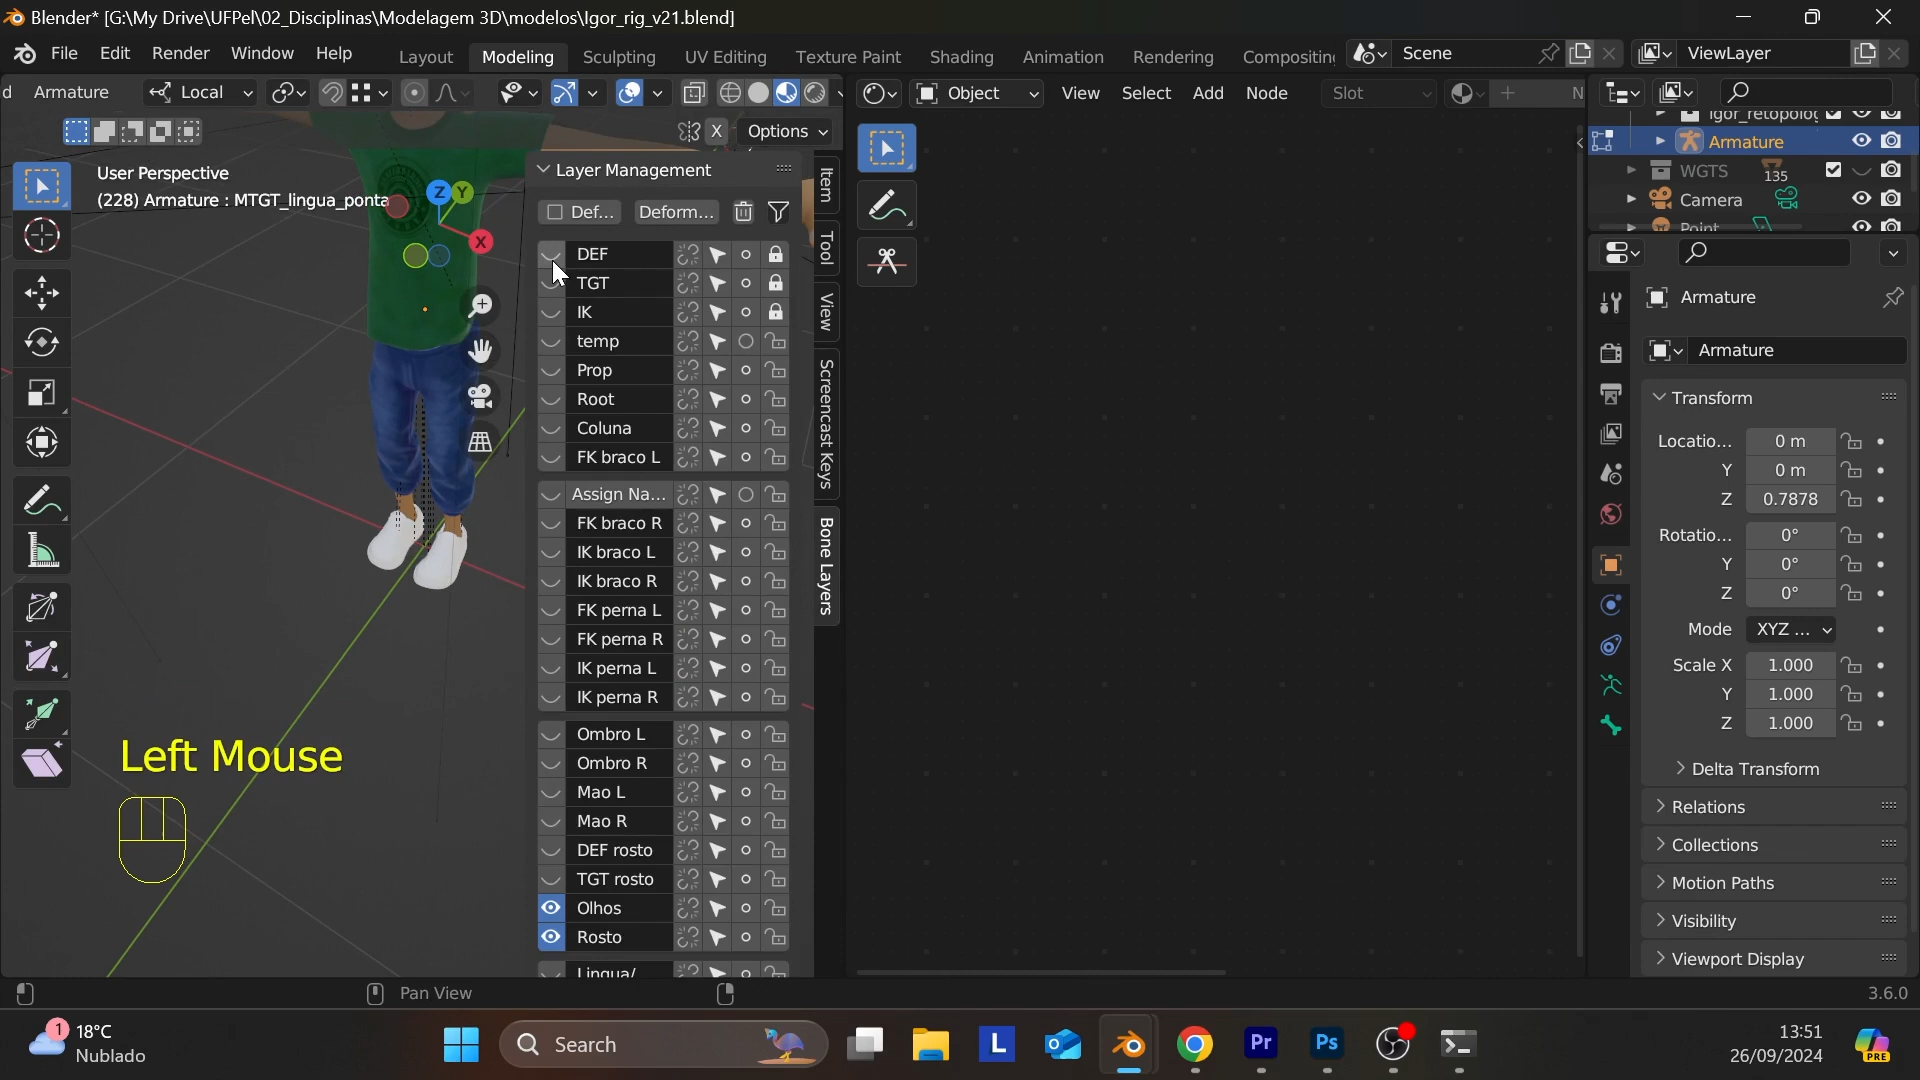 Blender* [G:\My Drive\UFPel\02_Disciplinas\Modelagem 3D\modelos\Igor_rig_v21.blend]
File Edit Render Window Help Layout Modeling Sculpting UV Editing Texture Paint Shading Animation Rendering Compositing Scene ViewLayer
d Armature Local Object View Select Add Node Slot N
X Options
User Perspective
(228) Armature : MTGT_lingua_ponta
Z Y X
Layer Management
Def... Deform...
DEF
TGT
IK
temp
Prop
Root
Coluna
FK braco L
Assign Na...
FK braco R
IK braco L
IK braco R
FK perna L
FK perna R
IK perna L
IK perna R
Ombro L
Ombro R
Mao L
Mao R
DEF rosto
TGT rosto
Olhos
Rosto
Lingua/
Item
Tool
View
Screencast Keys
Bone Layers
Left Mouse
Igor_retopolog
Armature
WGTS 135
Camera
Point
Armature
Armature
Transform
Locatio... 0 m
Y 0 m
Z 0.7878
Rotatio... 0°
Y 0°
Z 0°
Mode XYZ ...
Scale X 1.000
Y 1.000
Z 1.000
Delta Transform
Relations
Collections
Motion Paths
Visibility
Viewport Display
Pan View
3.6.0
1
18°C
Nublado
Search
L
Pr
Ps
13:51
26/09/2024
PRE